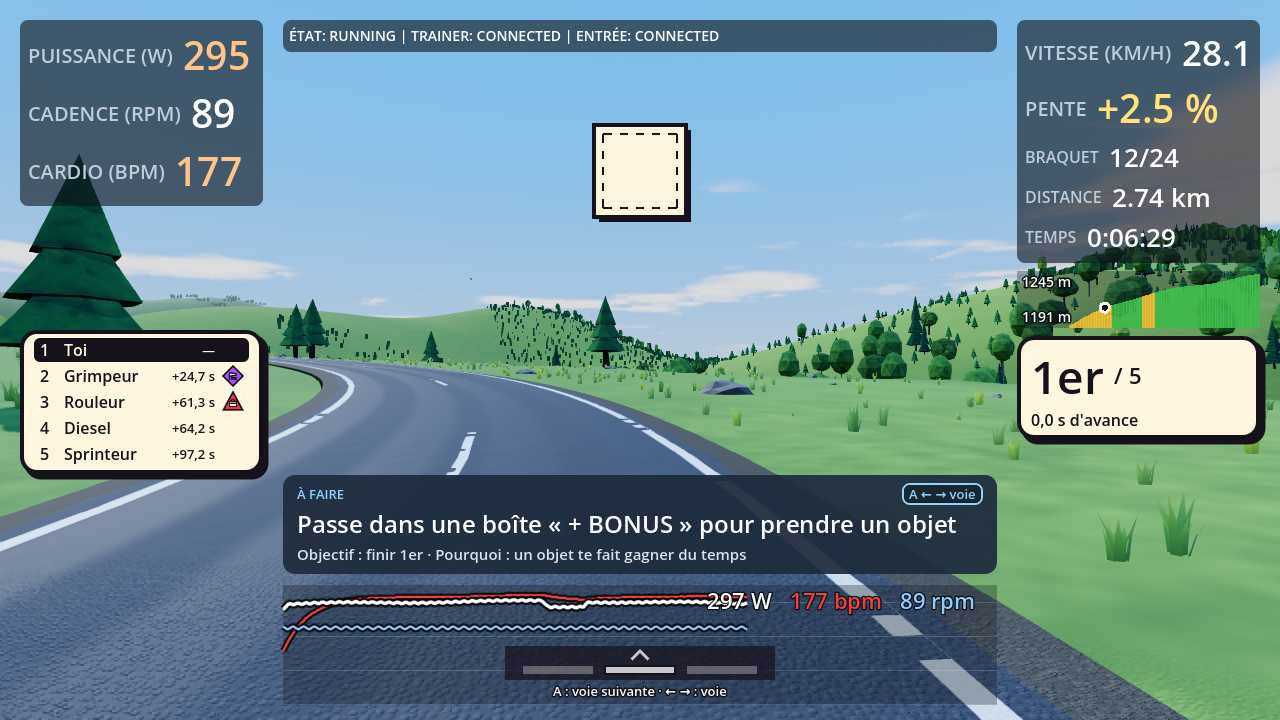 PUISSANCE (W) 295
CADENCE (RPM) 89
CARDIO (BPM) 177
ÉTAT: RUNNING | TRAINER: CONNECTED | ENTRÉE: CONNECTED
VITESSE (KM/H) 28.1
PENTE +2.5 %
BRAQUET 12/24
DISTANCE 2.74 km
TEMPS 0:06:29
1245 m
1191 m
1 Toi —
2 Grimpeur +24,7 s
3 Rouleur +61,3 s
4 Diesel +64,2 s
5 Sprinteur +97,2 s
1er / 5
0,0 s d'avance
À FAIRE
A ← → voie
Passe dans une boîte « + BONUS » pour prendre un objet
Objectif : finir 1er · Pourquoi : un objet te fait gagner du temps
297 W 177 bpm 89 rpm
A : voie suivante · ← → : voie